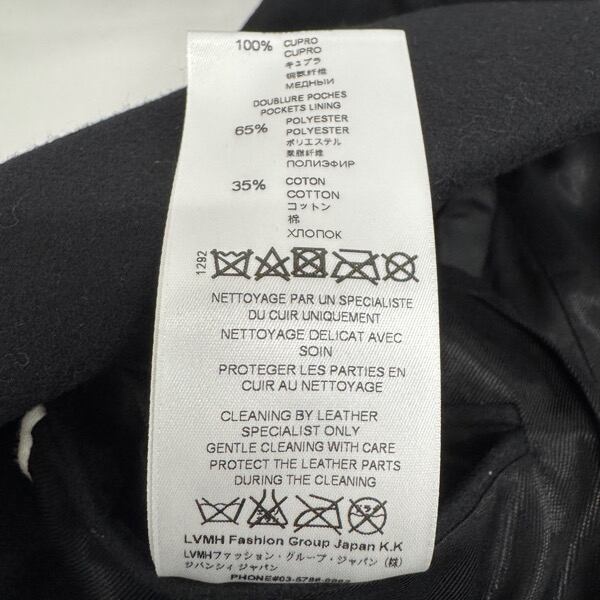 100% CUPRO
CUPRO
キュプラ
铜氨纤维
МЕДНЫЙ
DOUBLURE POCHES
POCKETS LINING
65% POLYESTER
POLYESTER
ポリエステル
聚脂纤维
ПОЛИЭФИР
35% COTON
COTTON
コットン
棉
ХЛОПОК
1292
NETTOYAGE PAR UN SPECIALISTE
DU CUIR UNIQUEMENT
NETTOYAGE DELICAT AVEC
SOIN
PROTEGER LES PARTIES EN
CUIR AU NETTOYAGE
CLEANING BY LEATHER
SPECIALIST ONLY
GENTLE CLEANING WITH CARE
PROTECT THE LEATHER PARTS
DURING THE CLEANING
LVMH Fashion Group Japan K.K
LVMHファッション・グループ・ジャパン(株)
ジバンシィ ジャパン